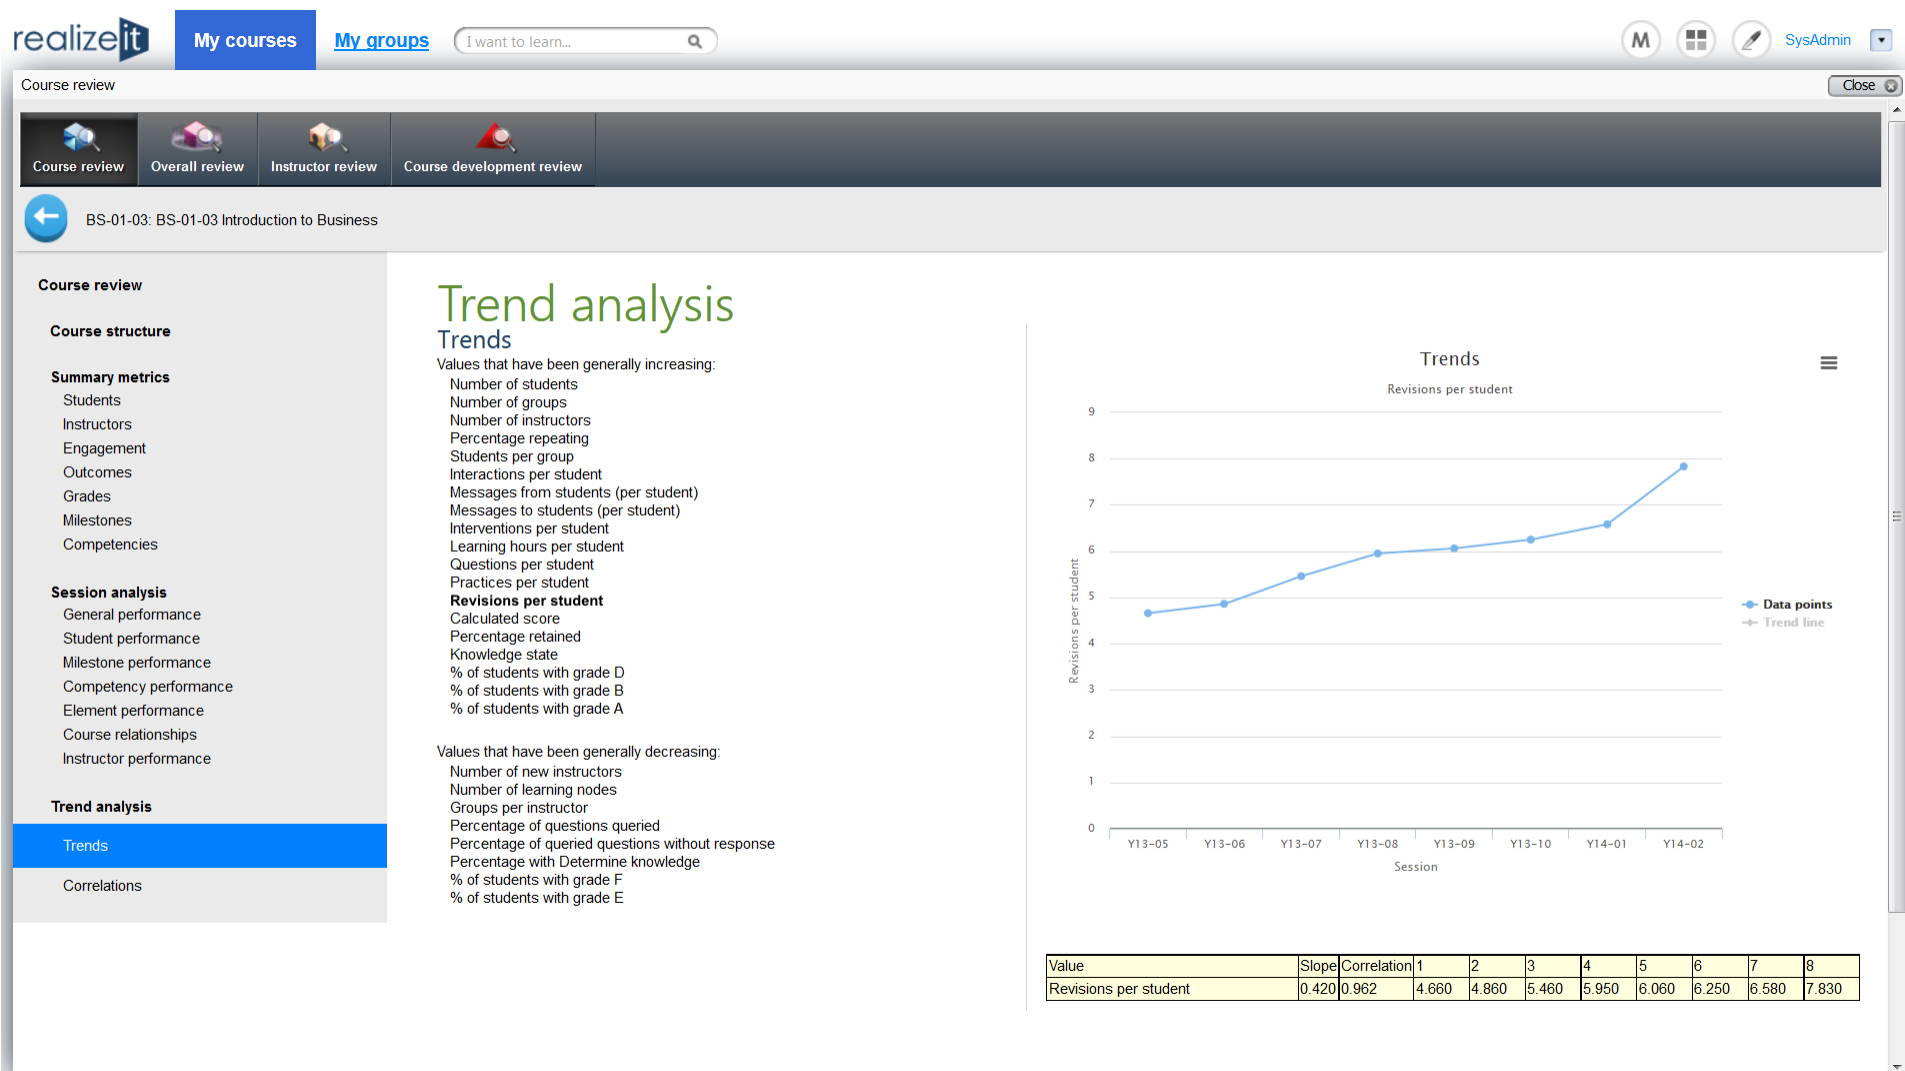 realizeit
My courses
My groups
I want to learn...
M
SysAdmin
Course review
Close
Course review
Overall review
Instructor review
Course development review
BS-01-03: BS-01-03 Introduction to Business
Course review
Course structure
Summary metrics
Students
Instructors
Engagement
Outcomes
Grades
Milestones
Competencies
Session analysis
General performance
Student performance
Milestone performance
Competency performance
Element performance
Course relationships
Instructor performance
Trend analysis
Trends
Correlations
Trend analysis
Trends
Values that have been generally increasing:
Number of students
Number of groups
Number of instructors
Percentage repeating
Students per group
Interactions per student
Messages from students (per student)
Messages to students (per student)
Interventions per student
Learning hours per student
Questions per student
Practices per student
Revisions per student
Calculated score
Percentage retained
Knowledge state
% of students with grade D
% of students with grade B
% of students with grade A
Values that have been generally decreasing:
Number of new instructors
Number of learning nodes
Groups per instructor
Percentage of questions queried
Percentage of queried questions without response
Percentage with Determine knowledge
% of students with grade F
% of students with grade E
Trends
Revisions per student
9
8
7
6
5
4
3
2
1
0
Revisions per student
Y13-05 Y13-06 Y13-07 Y13-08 Y13-09 Y13-10 Y14-01 Y14-02
Session
Data points
Trend line
Value Slope Correlation 1 2 3 4 5 6 7 8
Revisions per student 0.420 0.962 4.660 4.860 5.460 5.950 6.060 6.250 6.580 7.830